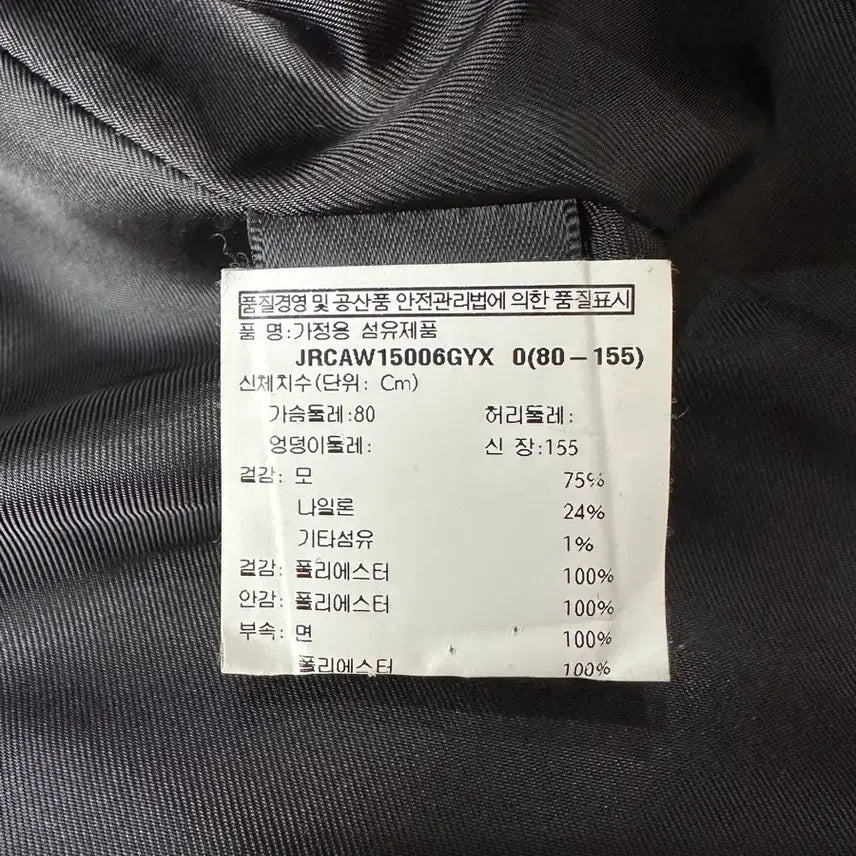 품질경영 및 공산품 안전관리법에 의한 품질표시
품 명:가정용 섬유제품
JRCAW15006GYX 0(80-155)
신체치수(단위: Cm)
가슴둘레:80 허리둘레:
엉덩이둘레: 신 장:155
겉감: 모 75%
나일론 24%
기타섬유 1%
겉감: 폴리에스터 100%
안감: 폴리에스터 100%
부속: 면 100%
폴리에스터 100%